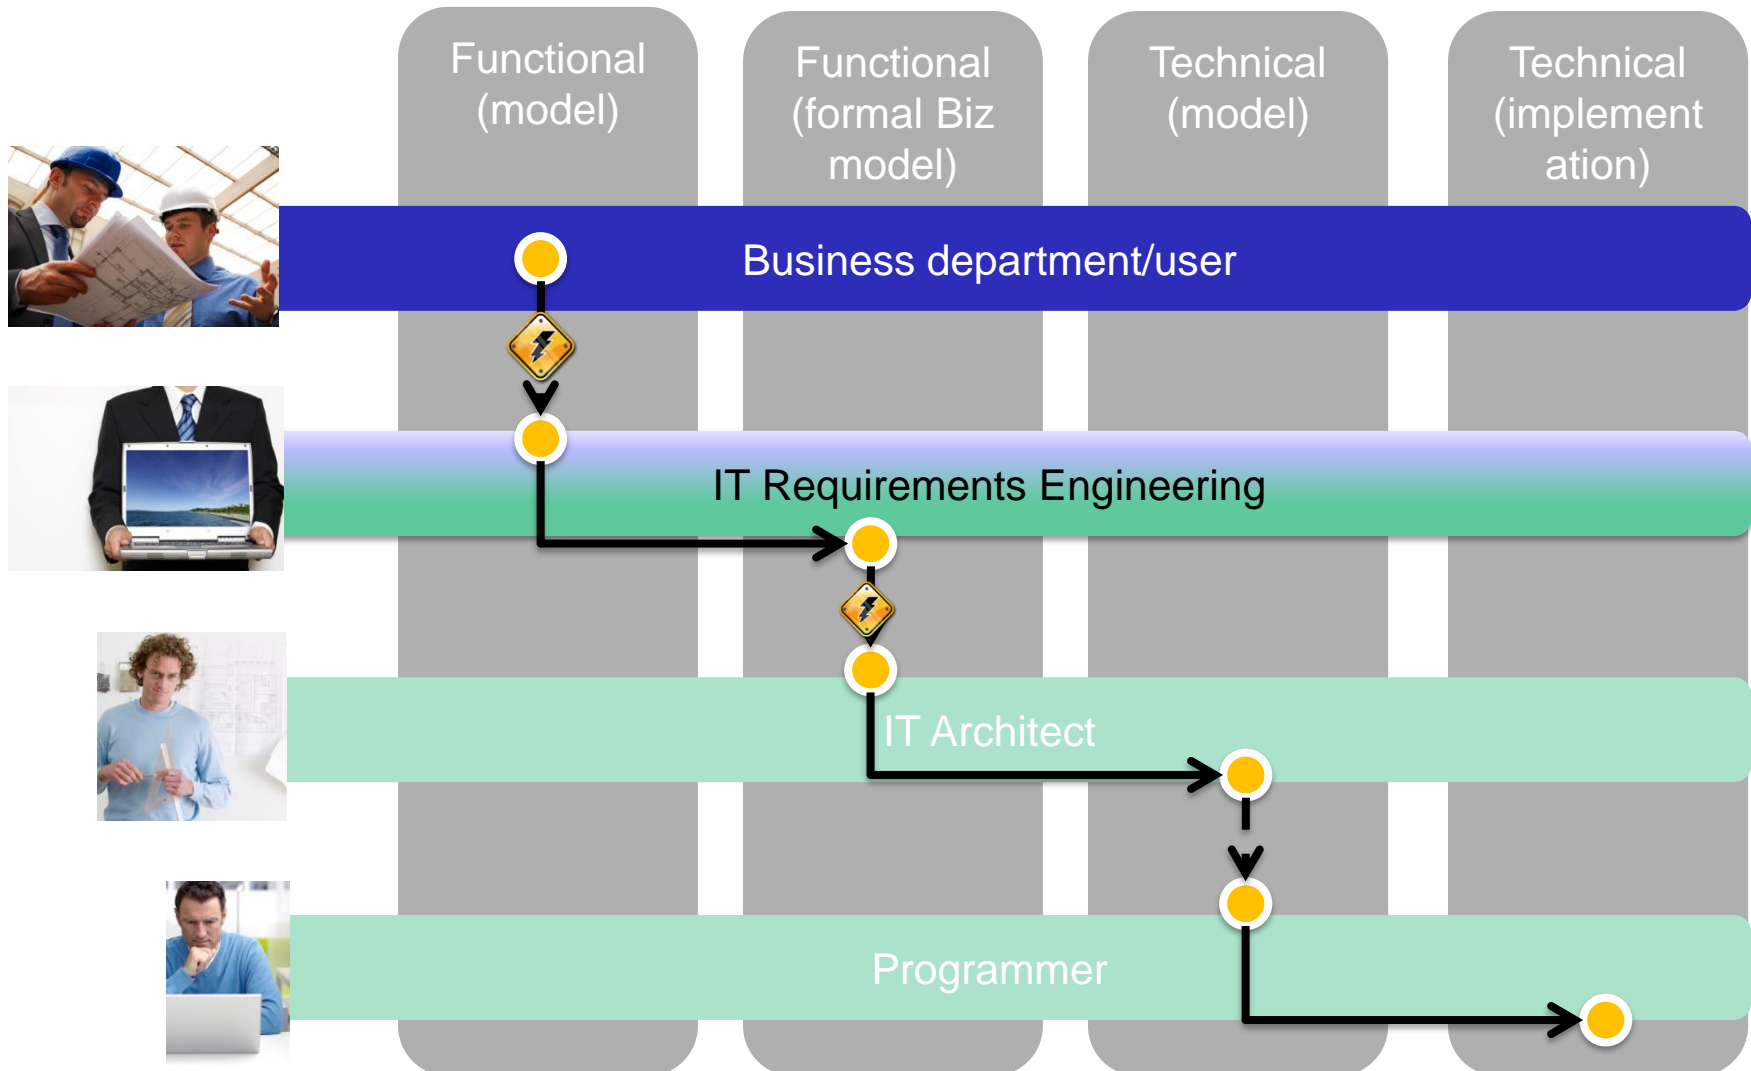 Functional
(model)
Functional
(formal Biz
model)
Technical
(model)
Technical
(implement
ation)
Business department/user
IT Requirements Engineering
IT Architect
Programmer